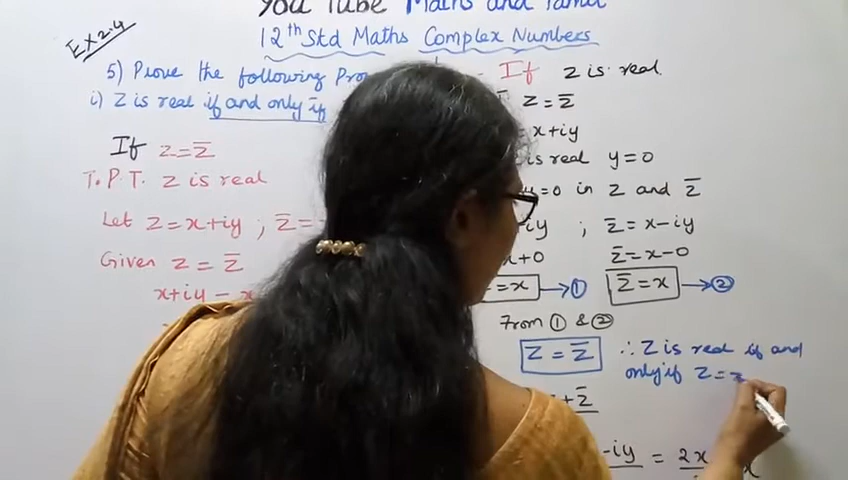 You Tube Maths and Tamil
Ex 2.4
12th Std Maths Complex Numbers
5) Prove the following
i) Z is real if and only if
If z = z̄
T.P.T. z is real
Let z = x+iy ; z̄ =
Given z = z̄
x+iy
If z is real
z = z̄
= x+iy
is real y=0
y=0 in z and z̄
iy ; z̄ = x-iy
x+0 z̄ = x-0
= x → ① z̄ = x → ②
From ① & ②
z = z̄ ∴ z is real if and
only if z =
+ z̄
-iy = 2x